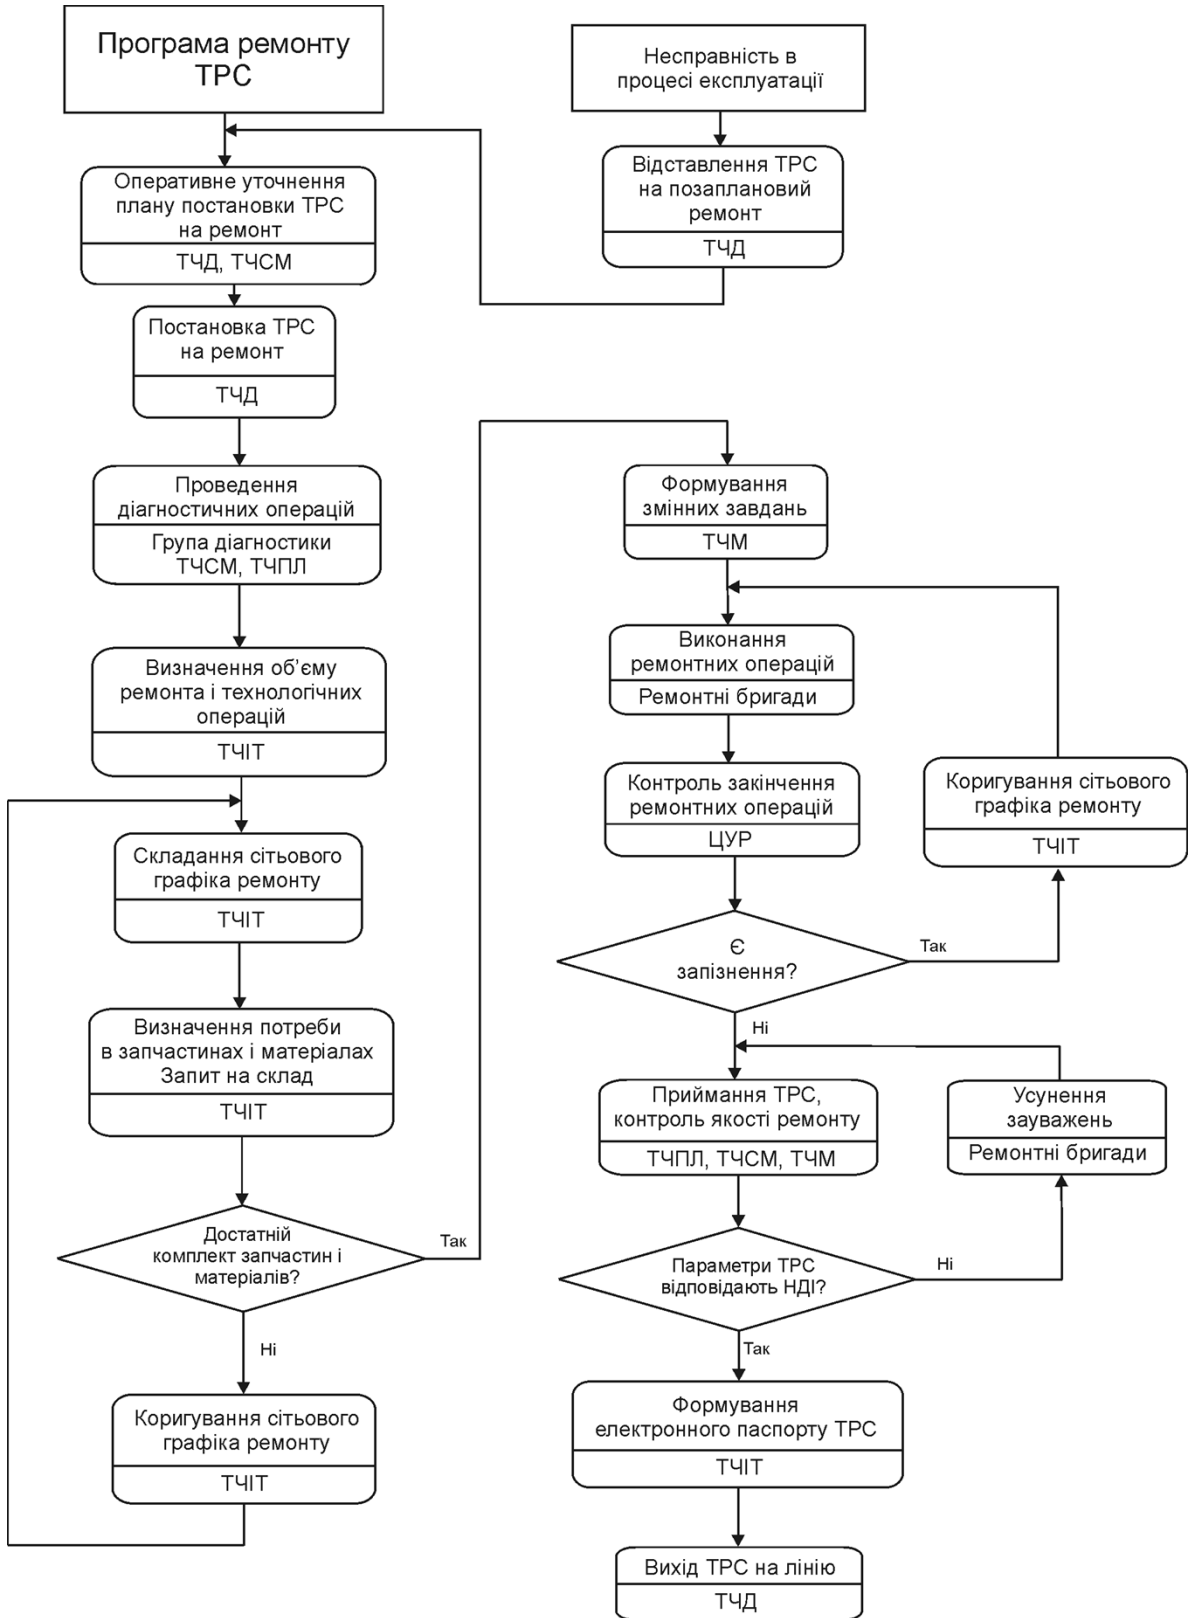 Програма ремонту
ТРС
Несправність в
процесі експлуатації
Оперативне уточнення
плану постановки ТРС
на ремонт
ТЧД, ТЧСМ
Відставлення ТРС
на позаплановий
ремонт
ТЧД
Постановка ТРС
на ремонт
ТЧД
Проведення
діагностичних операцій
Група діагностики
ТЧСМ, ТЧПЛ
Визначення об’єму
ремонта і технологічних
операцій
ТЧІТ
Складання сітьового
графіка ремонту
ТЧІТ
Визначення потреби
в запчастинах і матеріалах
Запит на склад
ТЧІТ
Достатній
комплект запчастин і
матеріалів?
Так
Ні
Коригування сітьового
графіка ремонту
ТЧІТ
Формування
змінних завдань
ТЧМ
Виконання
ремонтних операцій
Ремонтні бригади
Контроль закінчення
ремонтних операцій
ЦУР
Коригування сітьового
графіка ремонту
ТЧІТ
Є
запізнення?
Так
Ні
Приймання ТРС,
контроль якості ремонту
ТЧПЛ, ТЧСМ, ТЧМ
Усунення
зауважень
Ремонтні бригади
Параметри ТРС
відповідають НДІ?
Ні
Так
Формування
електронного паспорту ТРС
ТЧІТ
Вихід ТРС на лінію
ТЧД